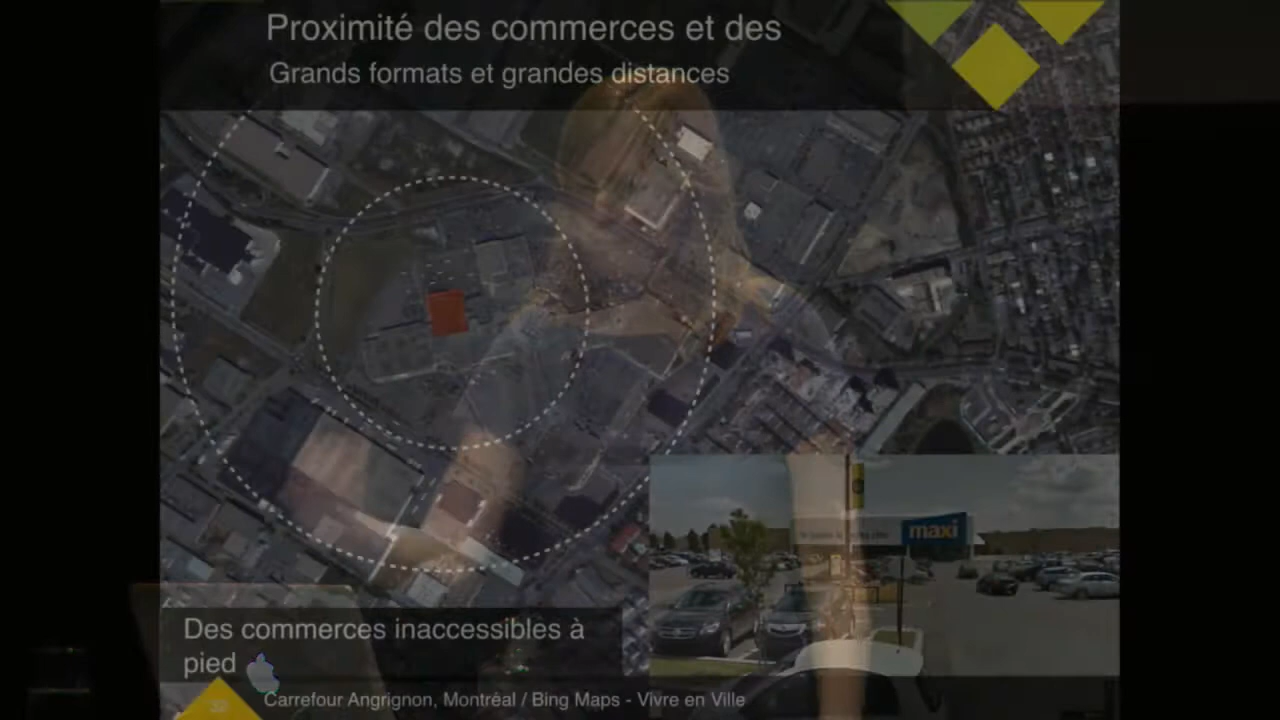 Proximité des commerces et des
Grands formats et grandes distances
maxi
Des commerces inaccessibles à
pied
32
Carrefour Angrignon, Montréal / Bing Maps - Vivre en Ville